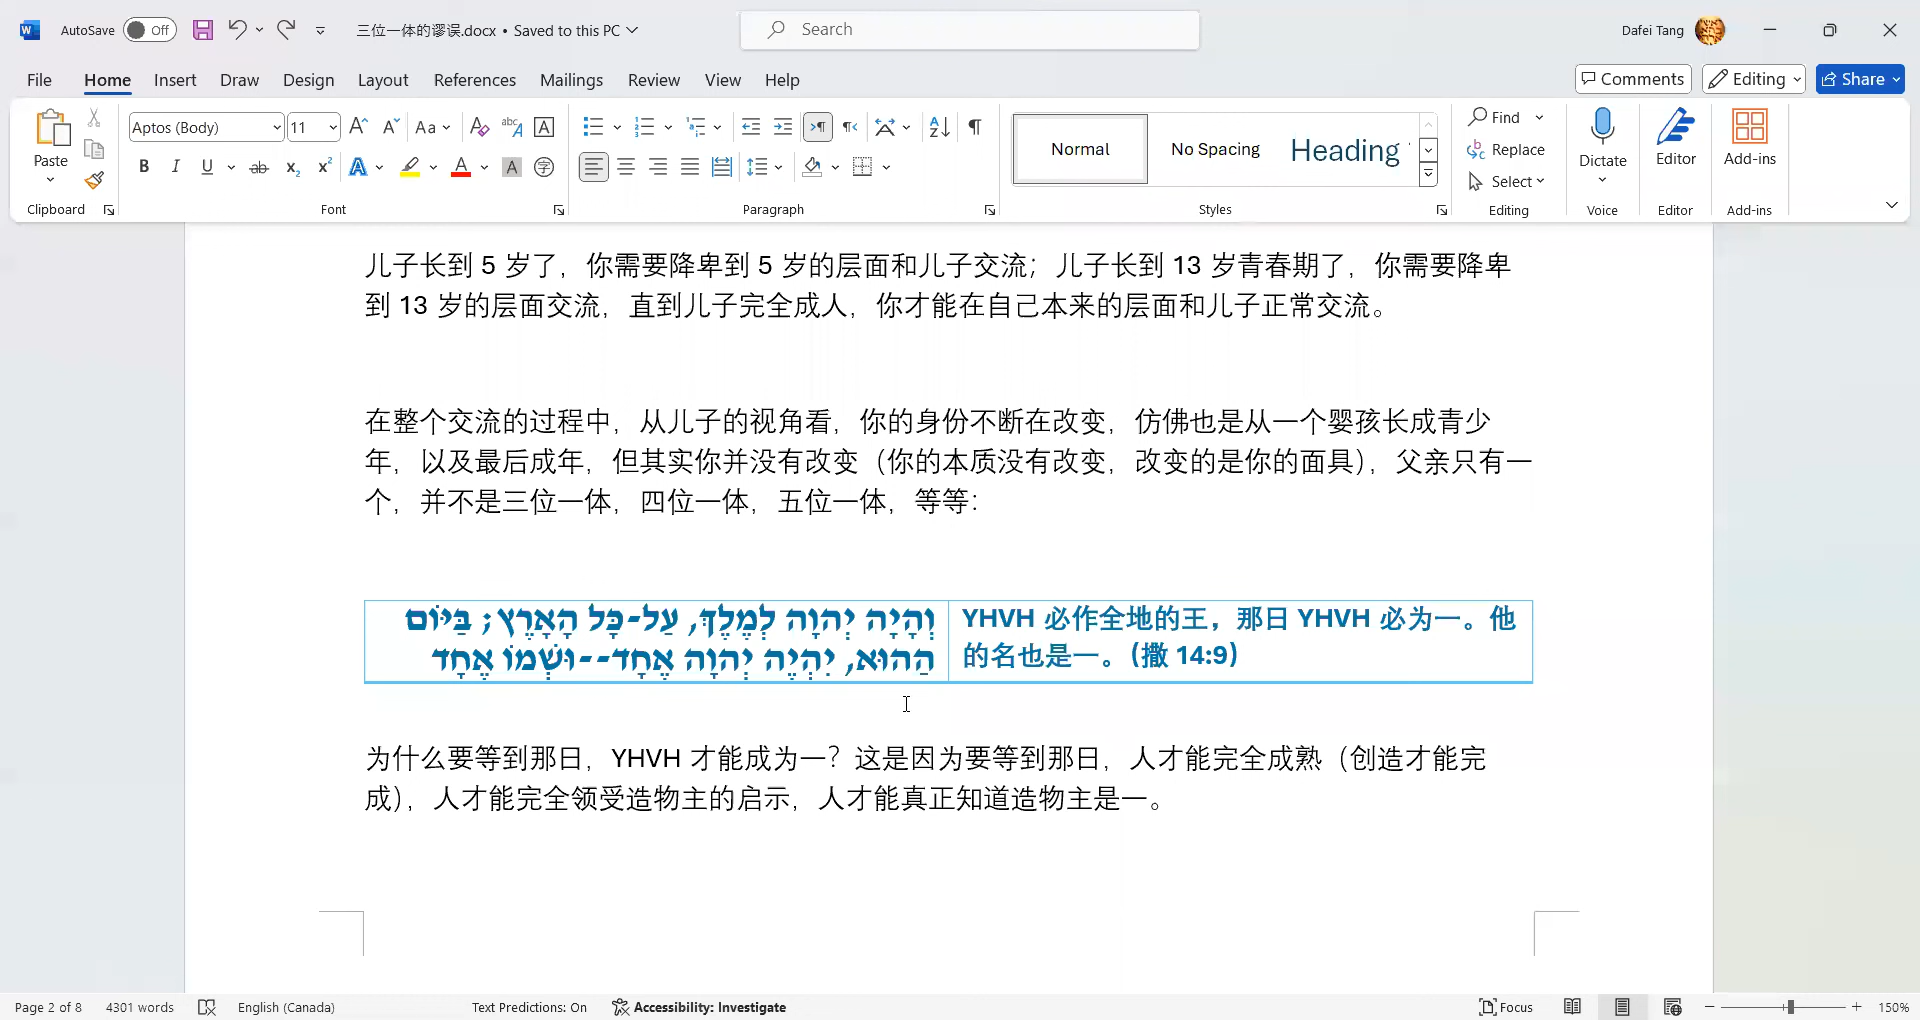 AutoSave Off 三位一体的谬误.docx • Saved to this PC Search Dafei Tang
File Home Insert Draw Design Layout References Mailings Review View Help Comments Editing Share
Paste Aptos (Body) 11 Aa Normal No Spacing Heading Find Replace Select Dictate Editor Add-ins
Clipboard Font Paragraph Styles Editing Voice Editor Add-ins
儿子长到 5 岁了，你需要降卑到 5 岁的层面和儿子交流；儿子长到 13 岁青春期了，你需要降卑
到 13 岁的层面交流，直到儿子完全成人，你才能在自己本来的层面和儿子正常交流。
在整个交流的过程中，从儿子的视角看，你的身份不断在改变，仿佛也是从一个婴孩长成青少
年，以及最后成年，但其实你并没有改变（你的本质没有改变，改变的是你的面具），父亲只有一
个，并不是三位一体，四位一体，五位一体，等等：
וְהָיָה יְהוָה לְמֶלֶךְ, עַל-כָּל הָאָרֶץ; בַּיּוֹם
הַהוּא, יִהְיֶה יְהוָה אֶחָד--וּשְׁמוֹ אֶחָד
YHVH 必作全地的王，那日 YHVH 必为一。他
的名也是一。（撒 14:9）
为什么要等到那日，YHVH 才能成为一？这是因为要等到那日，人才能完全成熟（创造才能完
成），人才能完全领受造物主的启示，人才能真正知道造物主是一。
Page 2 of 8 4301 words English (Canada) Text Predictions: On Accessibility: Investigate Focus 150%